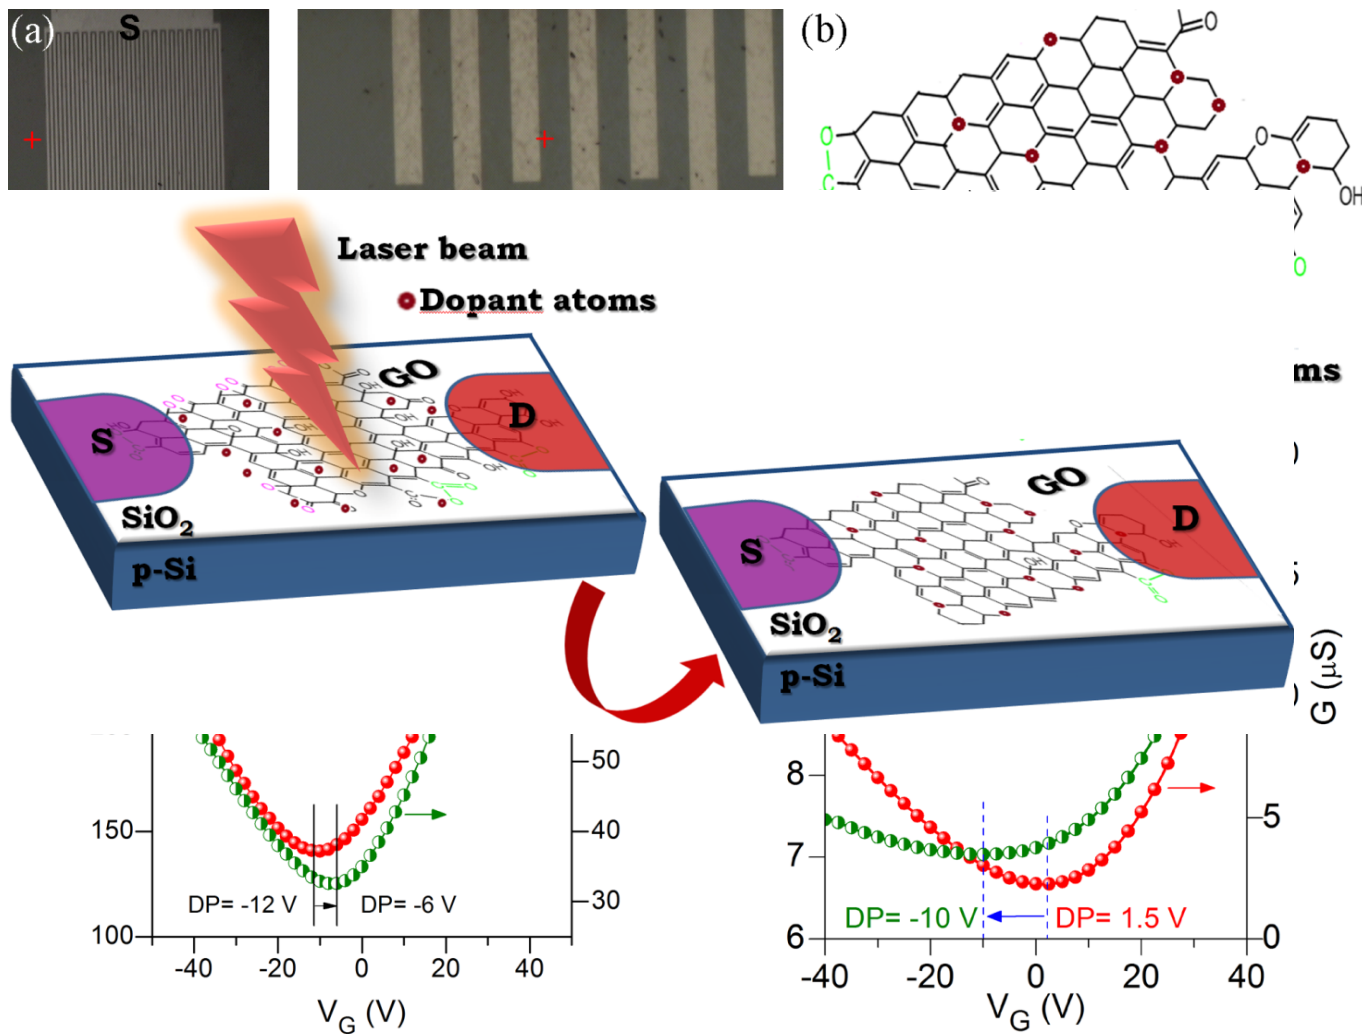 (a)
S
(b)
O
O
O
C
OH
O
Laser beam
Dopant atoms
GO
S
D
SiO2
p-Si
ms
GO
S
D
SiO2
p-Si
G (μS)
150
100
50
40
30
DP= -12 V
DP= -6 V
-40 -20 0 20 40
VG (V)
8
7
6
5
0
DP= -10 V
DP= 1.5 V
-40 -20 0 20 40
VG (V)